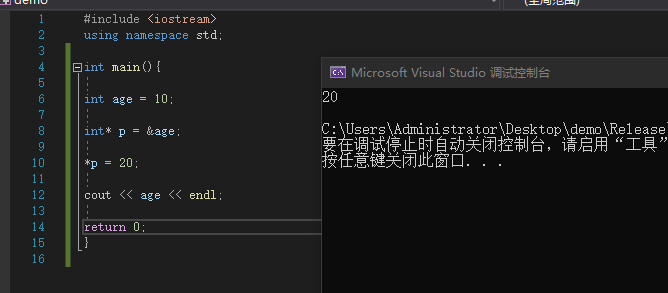 demo
(全局范围)
1 #include <iostream>
2 using namespace std;
3
4 int main(){
5
6 int age = 10;
7
8 int* p = &age;
9
10 *p = 20;
11
12 cout << age << endl;
13
14 return 0;
15 }
16
Microsoft Visual Studio 调试控制台
20
C:\Users\Administrator\Desktop\demo\Release\
要在调试停止时自动关闭控制台，请启用“工具”
按任意键关闭此窗口. . .